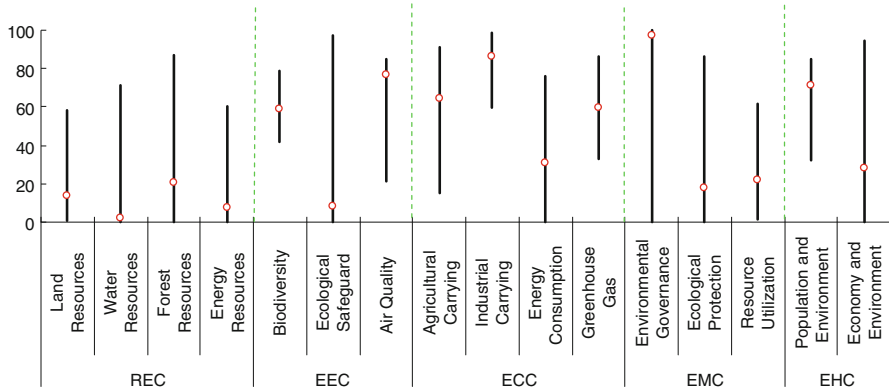 100
80
60
40
20
0
Land
Resources
Water
Resources
Forest
Resources
Energy
Resources
Biodiversity
Ecological
Safeguard
Air Quality
Agricultural
Carrying
Industrial
Carrying
Energy
Consumption
Greenhouse
Gas
Environmental
Governance
Ecological
Protection
Resource
Utilization
Population and
Environment
Economy and
Environment
REC
EEC
ECC
EMC
EHC